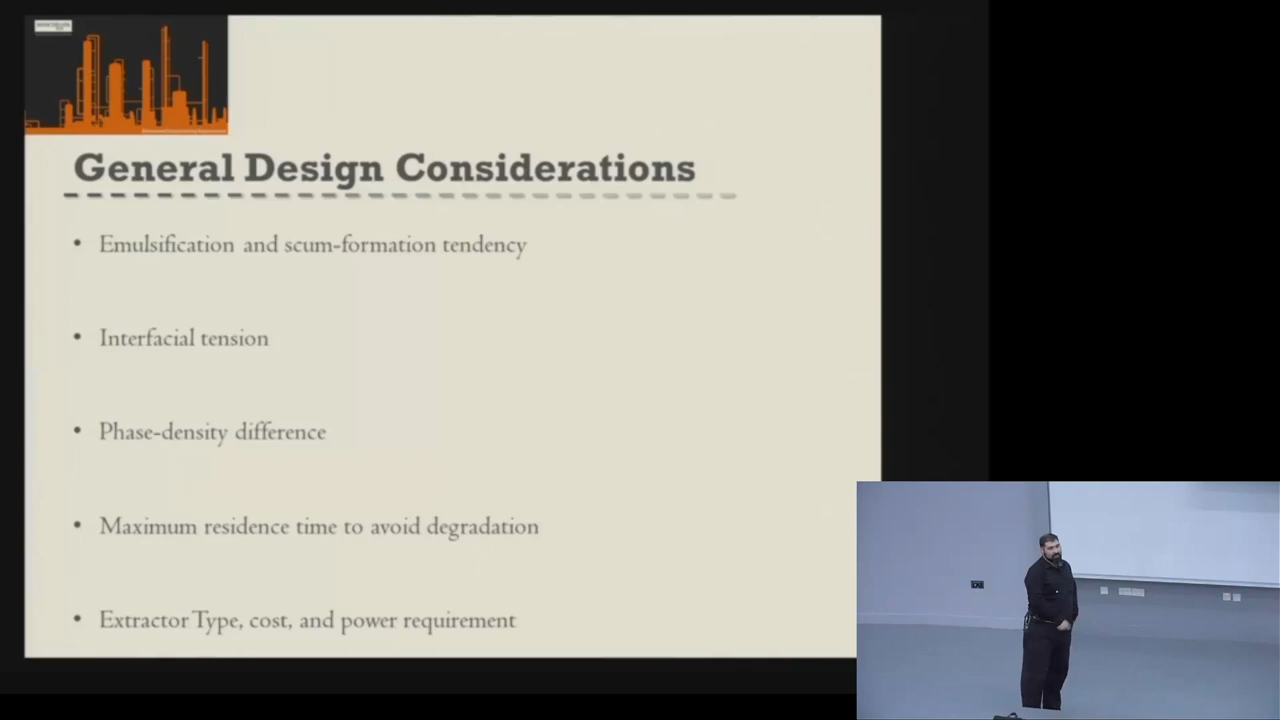 General Design Considerations
• Emulsification and scum-formation tendency
• Interfacial tension
• Phase-density difference
• Maximum residence time to avoid degradation
• Extractor Type, cost, and power requirement